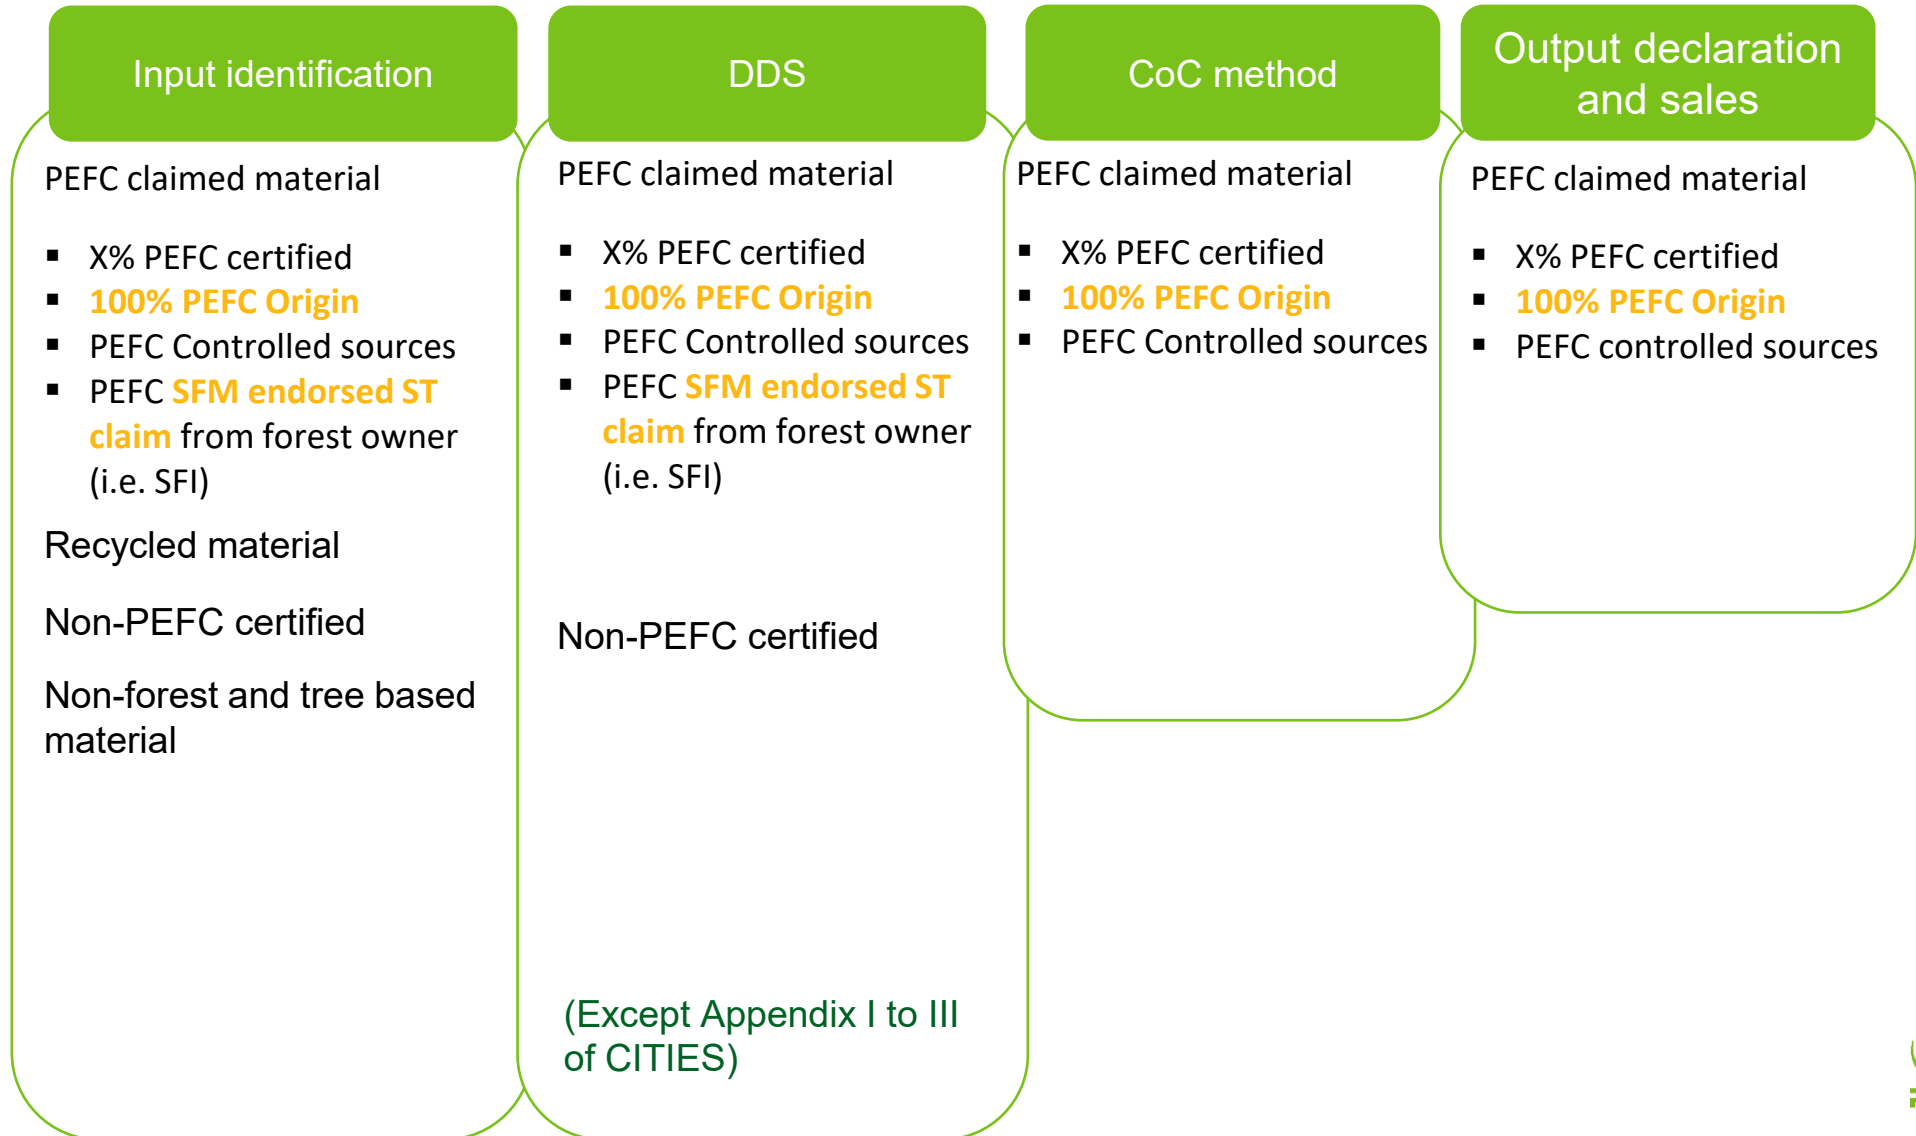 Input identification
PEFC claimed material
▪ X% PEFC certified
▪ 100% PEFC Origin
▪ PEFC Controlled sources
▪ PEFC SFM endorsed ST
claim from forest owner
(i.e. SFI)
Recycled material
Non-PEFC certified
Non-forest and tree based
material
DDS
PEFC claimed material
▪ X% PEFC certified
▪ 100% PEFC Origin
▪ PEFC Controlled sources
▪ PEFC SFM endorsed ST
claim from forest owner
(i.e. SFI)
Non-PEFC certified
(Except Appendix I to III
of CITIES)
CoC method
PEFC claimed material
▪ X% PEFC certified
▪ 100% PEFC Origin
▪ PEFC Controlled sources
Output declaration
and sales
PEFC claimed material
▪ X% PEFC certified
▪ 100% PEFC Origin
▪ PEFC controlled sources